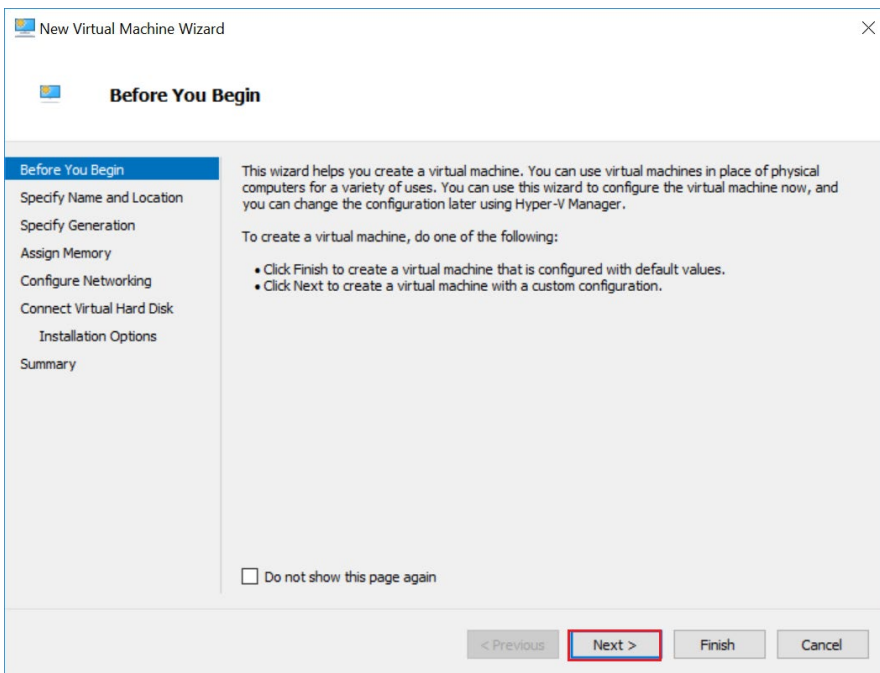 New Virtual Machine Wizard
Before You Begin
Before You Begin
Specify Name and Location
Specify Generation
Assign Memory
Configure Networking
Connect Virtual Hard Disk
Installation Options
Summary
This wizard helps you create a virtual machine. You can use virtual machines in place of physical
computers for a variety of uses. You can use this wizard to configure the virtual machine now, and
you can change the configuration later using Hyper-V Manager.
To create a virtual machine, do one of the following:
• Click Finish to create a virtual machine that is configured with default values.
• Click Next to create a virtual machine with a custom configuration.
Do not show this page again
< Previous Next > Finish Cancel